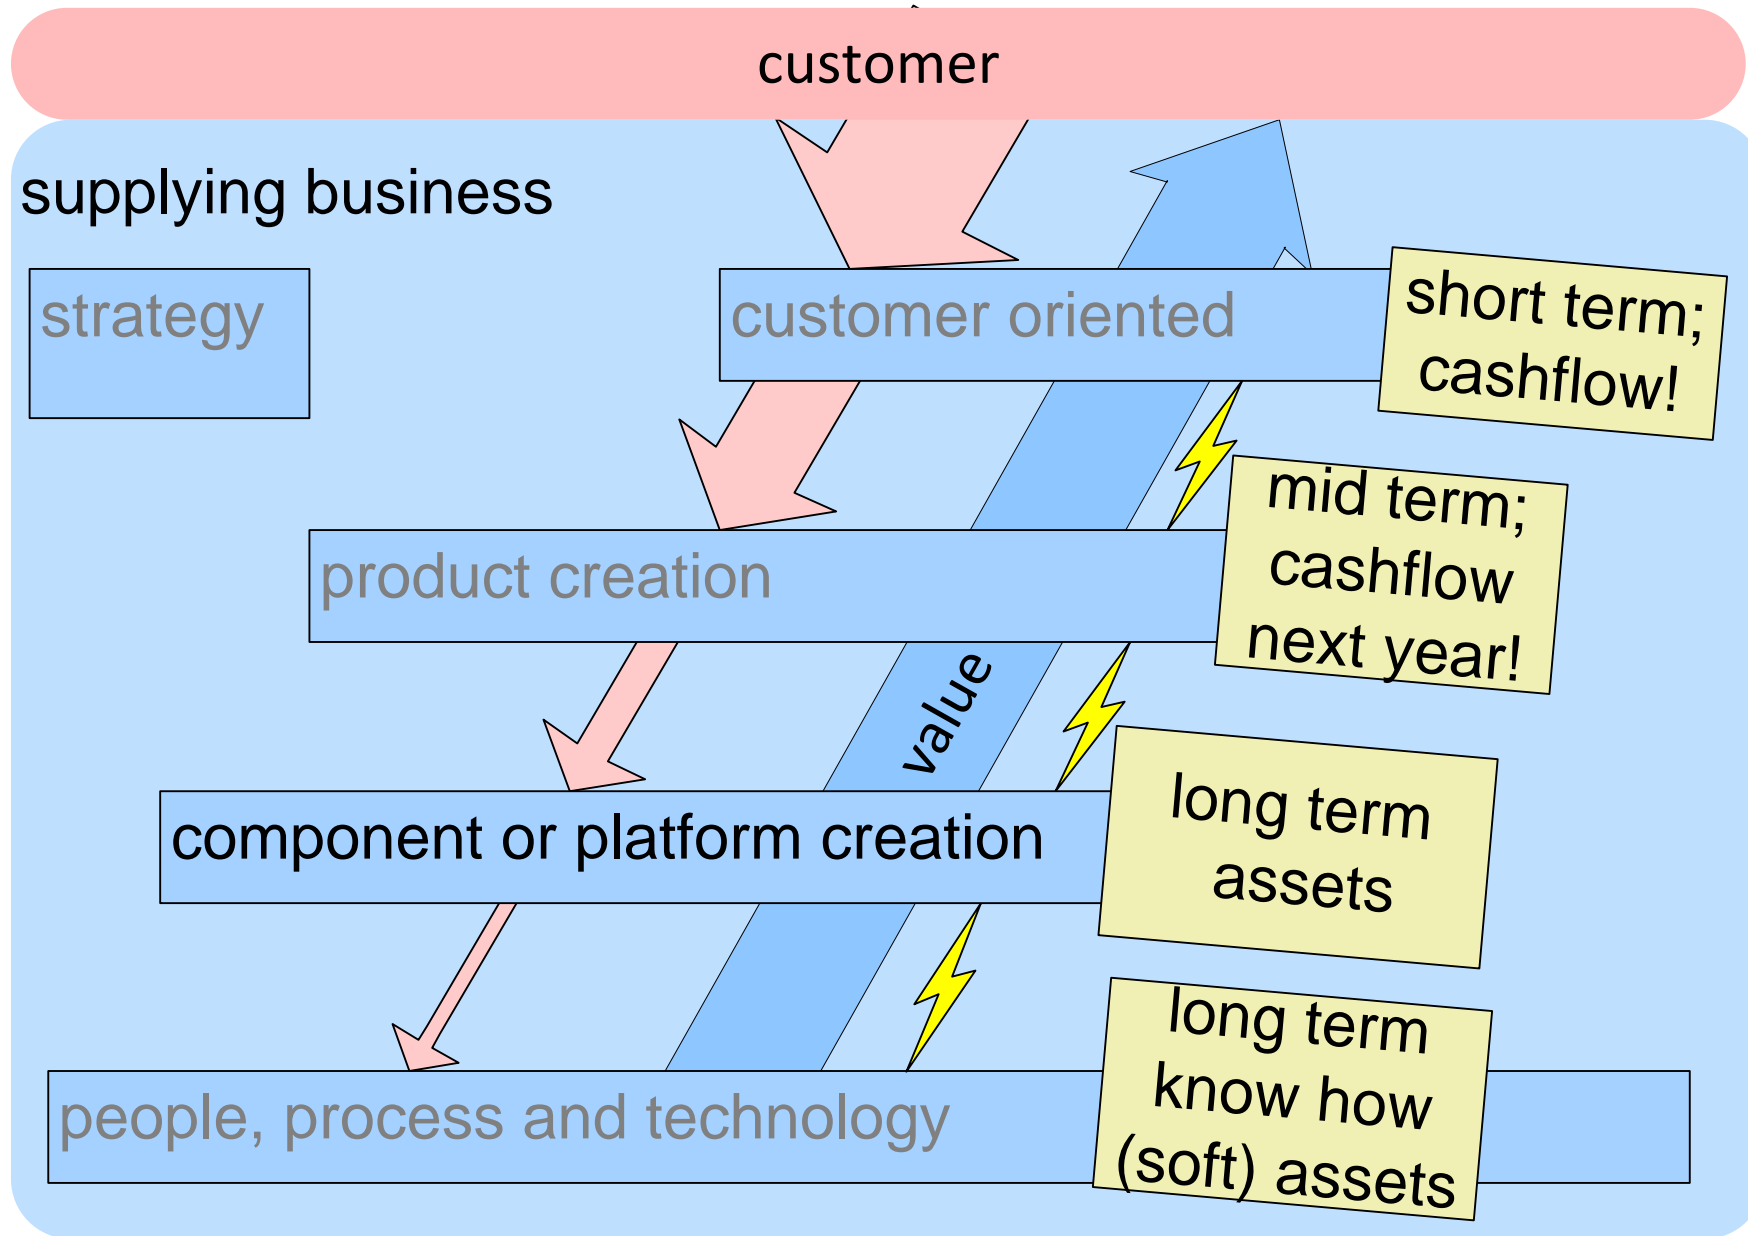 customer
supplying business
strategy
customer oriented
short term;
cashflow!
mid term;
cashflow
next year!
product creation
value
component or platform creation
long term
assets
long term
know how
(soft) assets
people, process and technology